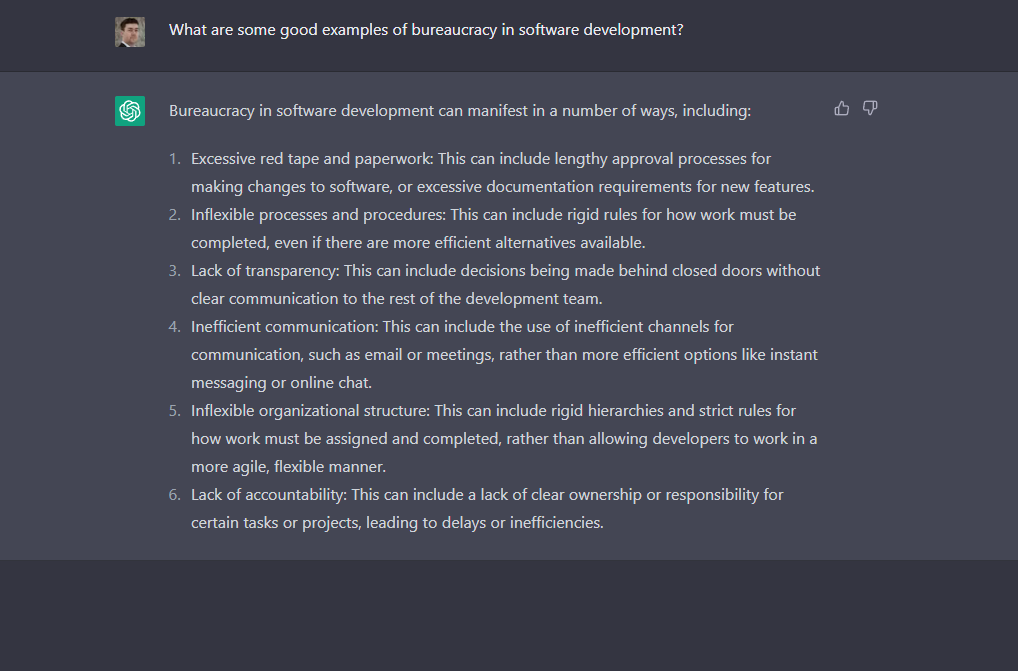 What are some good examples of bureaucracy in software development?
Bureaucracy in software development can manifest in a number of ways, including:
1. Excessive red tape and paperwork: This can include lengthy approval processes for
making changes to software, or excessive documentation requirements for new features.
2. Inflexible processes and procedures: This can include rigid rules for how work must be
completed, even if there are more efficient alternatives available.
3. Lack of transparency: This can include decisions being made behind closed doors without
clear communication to the rest of the development team.
4. Inefficient communication: This can include the use of inefficient channels for
communication, such as email or meetings, rather than more efficient options like instant
messaging or online chat.
5. Inflexible organizational structure: This can include rigid hierarchies and strict rules for
how work must be assigned and completed, rather than allowing developers to work in a
more agile, flexible manner.
6. Lack of accountability: This can include a lack of clear ownership or responsibility for
certain tasks or projects, leading to delays or inefficiencies.